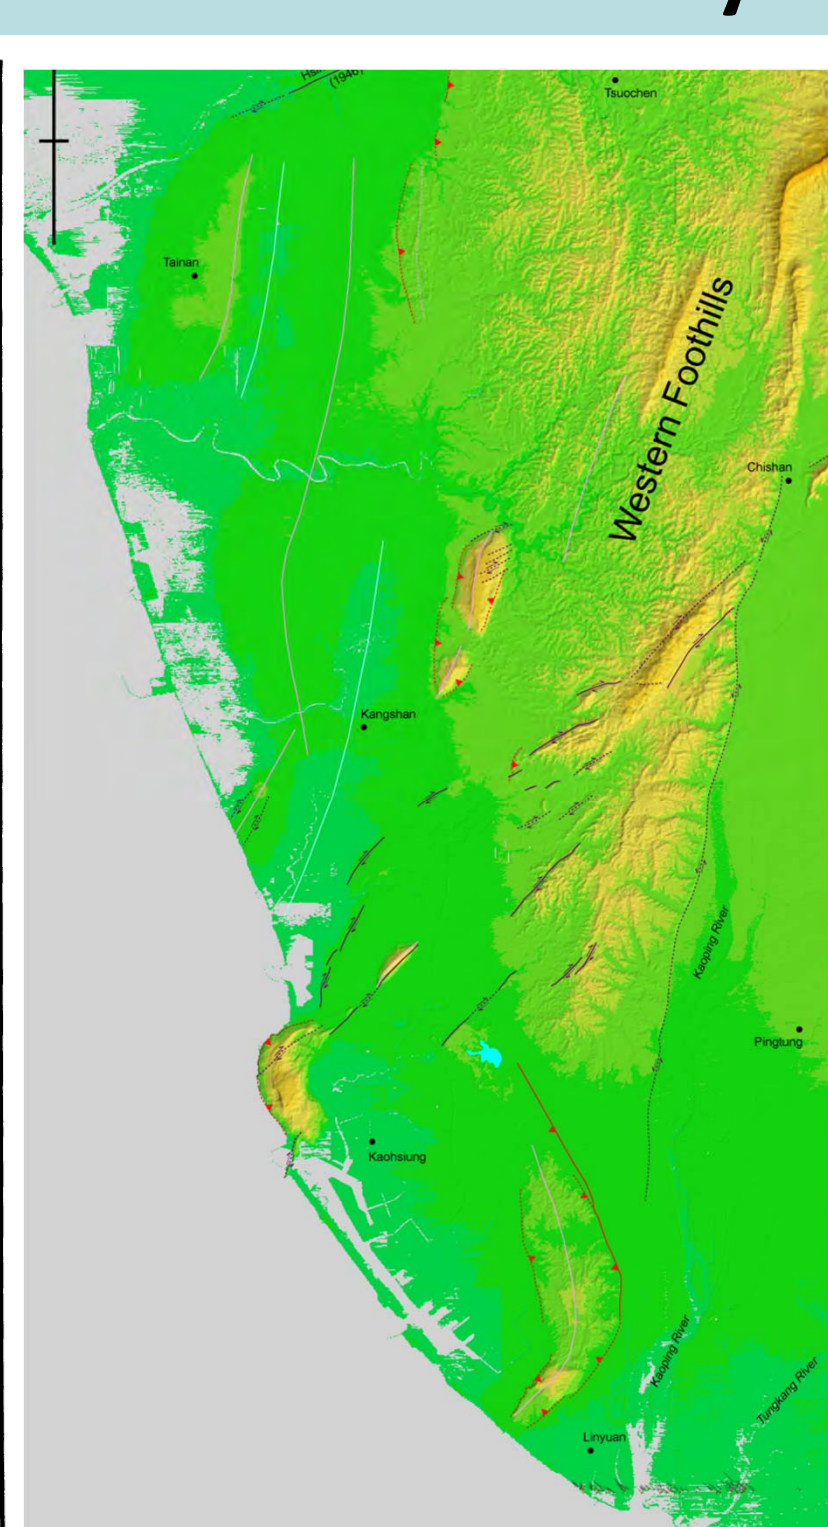 (1946)
Tsuochen
Tainan
Western Foothills
Chishan
Kangshan
Kaoping River
Pingtung
Kaohsiung
Kaoping River
Tungkang River
Linyuan